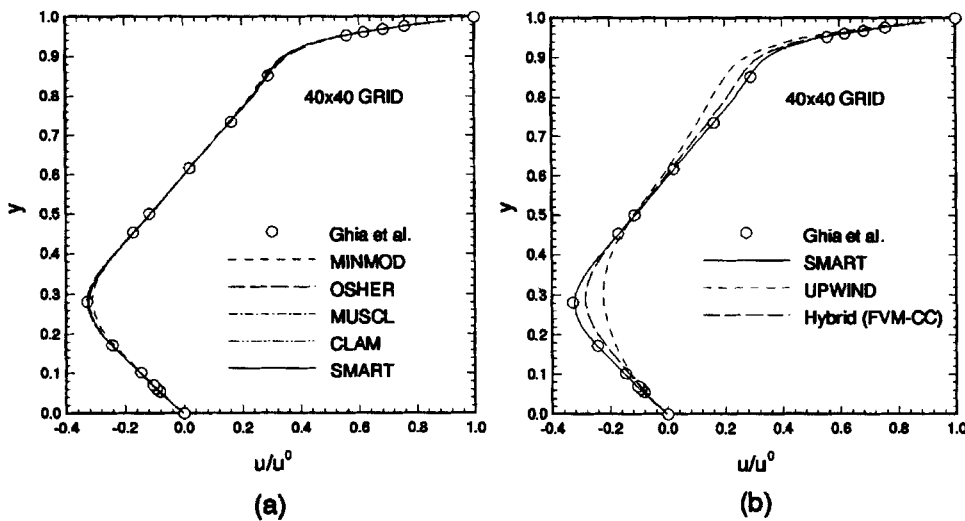 1.0
0.9
0.8
0.7
0.6
0.5
0.4
0.3
0.2
0.1
0.0
y
40x40 GRID
Ghia et al.
MINMOD
OSHER
MUSCL
CLAM
SMART
-0.4 -0.2 0.0 0.2 0.4 0.6 0.8 1.0
u/u⁰
(a)
1.0
0.9
0.8
0.7
0.6
0.5
0.4
0.3
0.2
0.1
0.0
y
40x40 GRID
Ghia et al.
SMART
UPWIND
Hybrid (FVM-CC)
-0.4 -0.2 0.0 0.2 0.4 0.6 0.8 1.0
u/u⁰
(b)